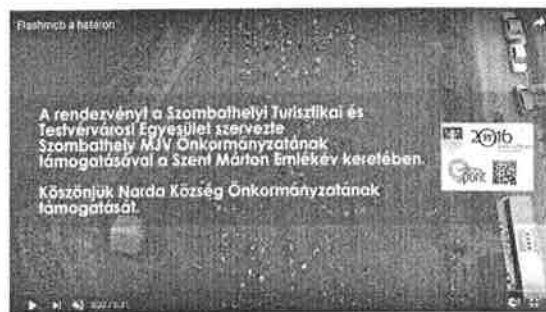 Flashmob a határon
A rendezvényt a Szombathelyi Turisztikai és
Testvérvárosi Egyesület szervezte
Szombathely MJV Önkormányzatának
támogatásával a Szent Márton Emlékév keretében.
2016
pont
Köszönjük Narda Község Önkormányzatának
támogatását.